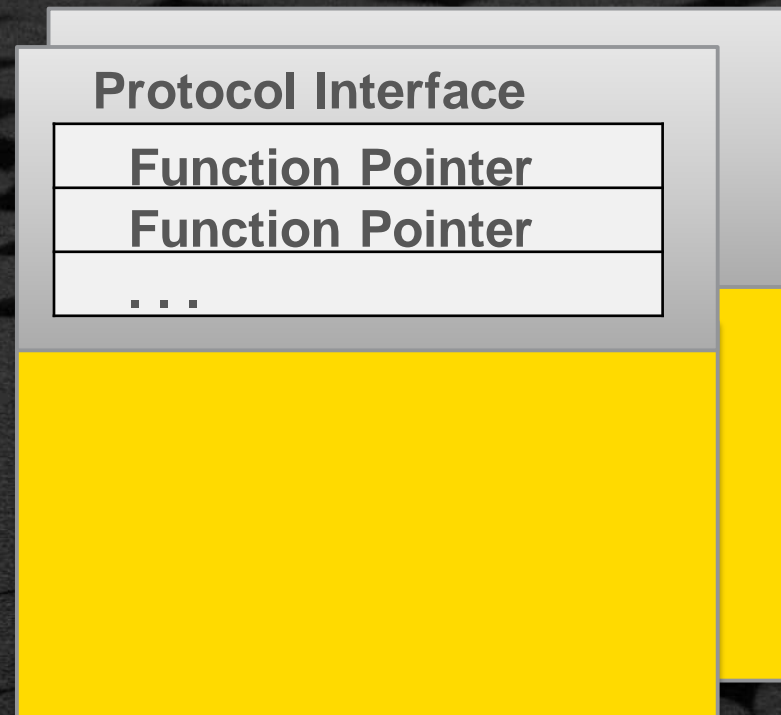 Protocol Interface
Function Pointer
Function Pointer
. . .